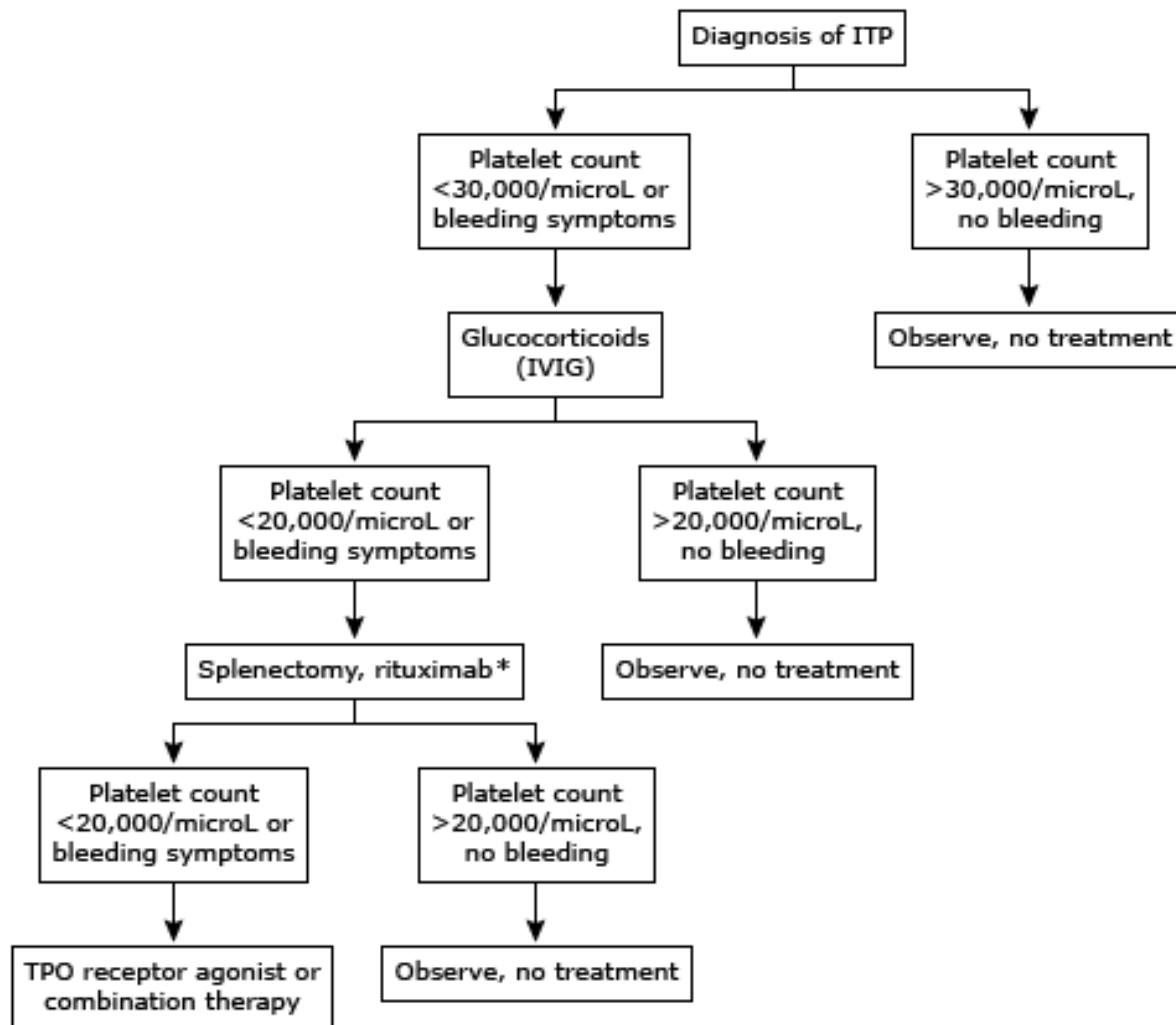 Diagnosis of ITP
Platelet count
<30,000/microL or
bleeding symptoms
Platelet count
>30,000/microL,
no bleeding
Glucocorticoids
(IVIG)
Observe, no treatment
Platelet count
<20,000/microL or
bleeding symptoms
Platelet count
>20,000/microL,
no bleeding
Splenectomy, rituximab*
Observe, no treatment
Platelet count
<20,000/microL or
bleeding symptoms
Platelet count
>20,000/microL,
no bleeding
TPO receptor agonist or
combination therapy
Observe, no treatment